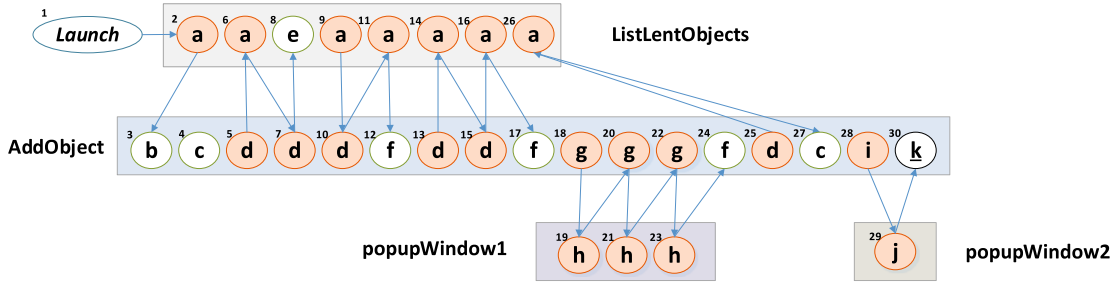 1 Launch
2 a 6 a 8 e 9 a 11 a 14 a 16 a 26 a
ListLentObjects
AddObject
3 b 4 c 5 d 7 d 10 d 12 f 13 d 15 d 17 f 18 g 20 g 22 g 24 f 25 d 27 c 28 i 30 k
popupWindow1
19 h 21 h 23 h
29 j
popupWindow2